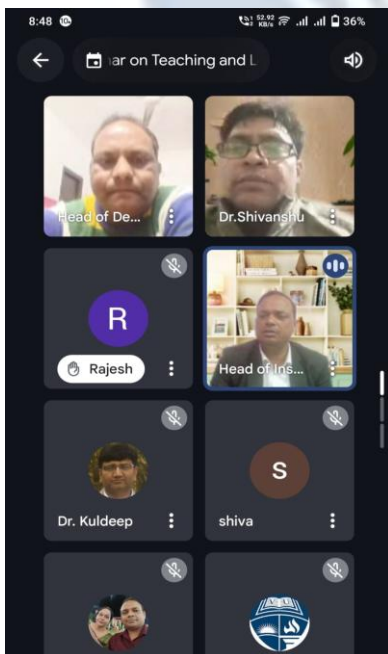 8:48
52.92 KB/s 36%
ar on Teaching and L
Head of De...
Dr.Shivanshu
R
Rajesh
Head of Ins...
Dr. Kuldeep
S
shiva